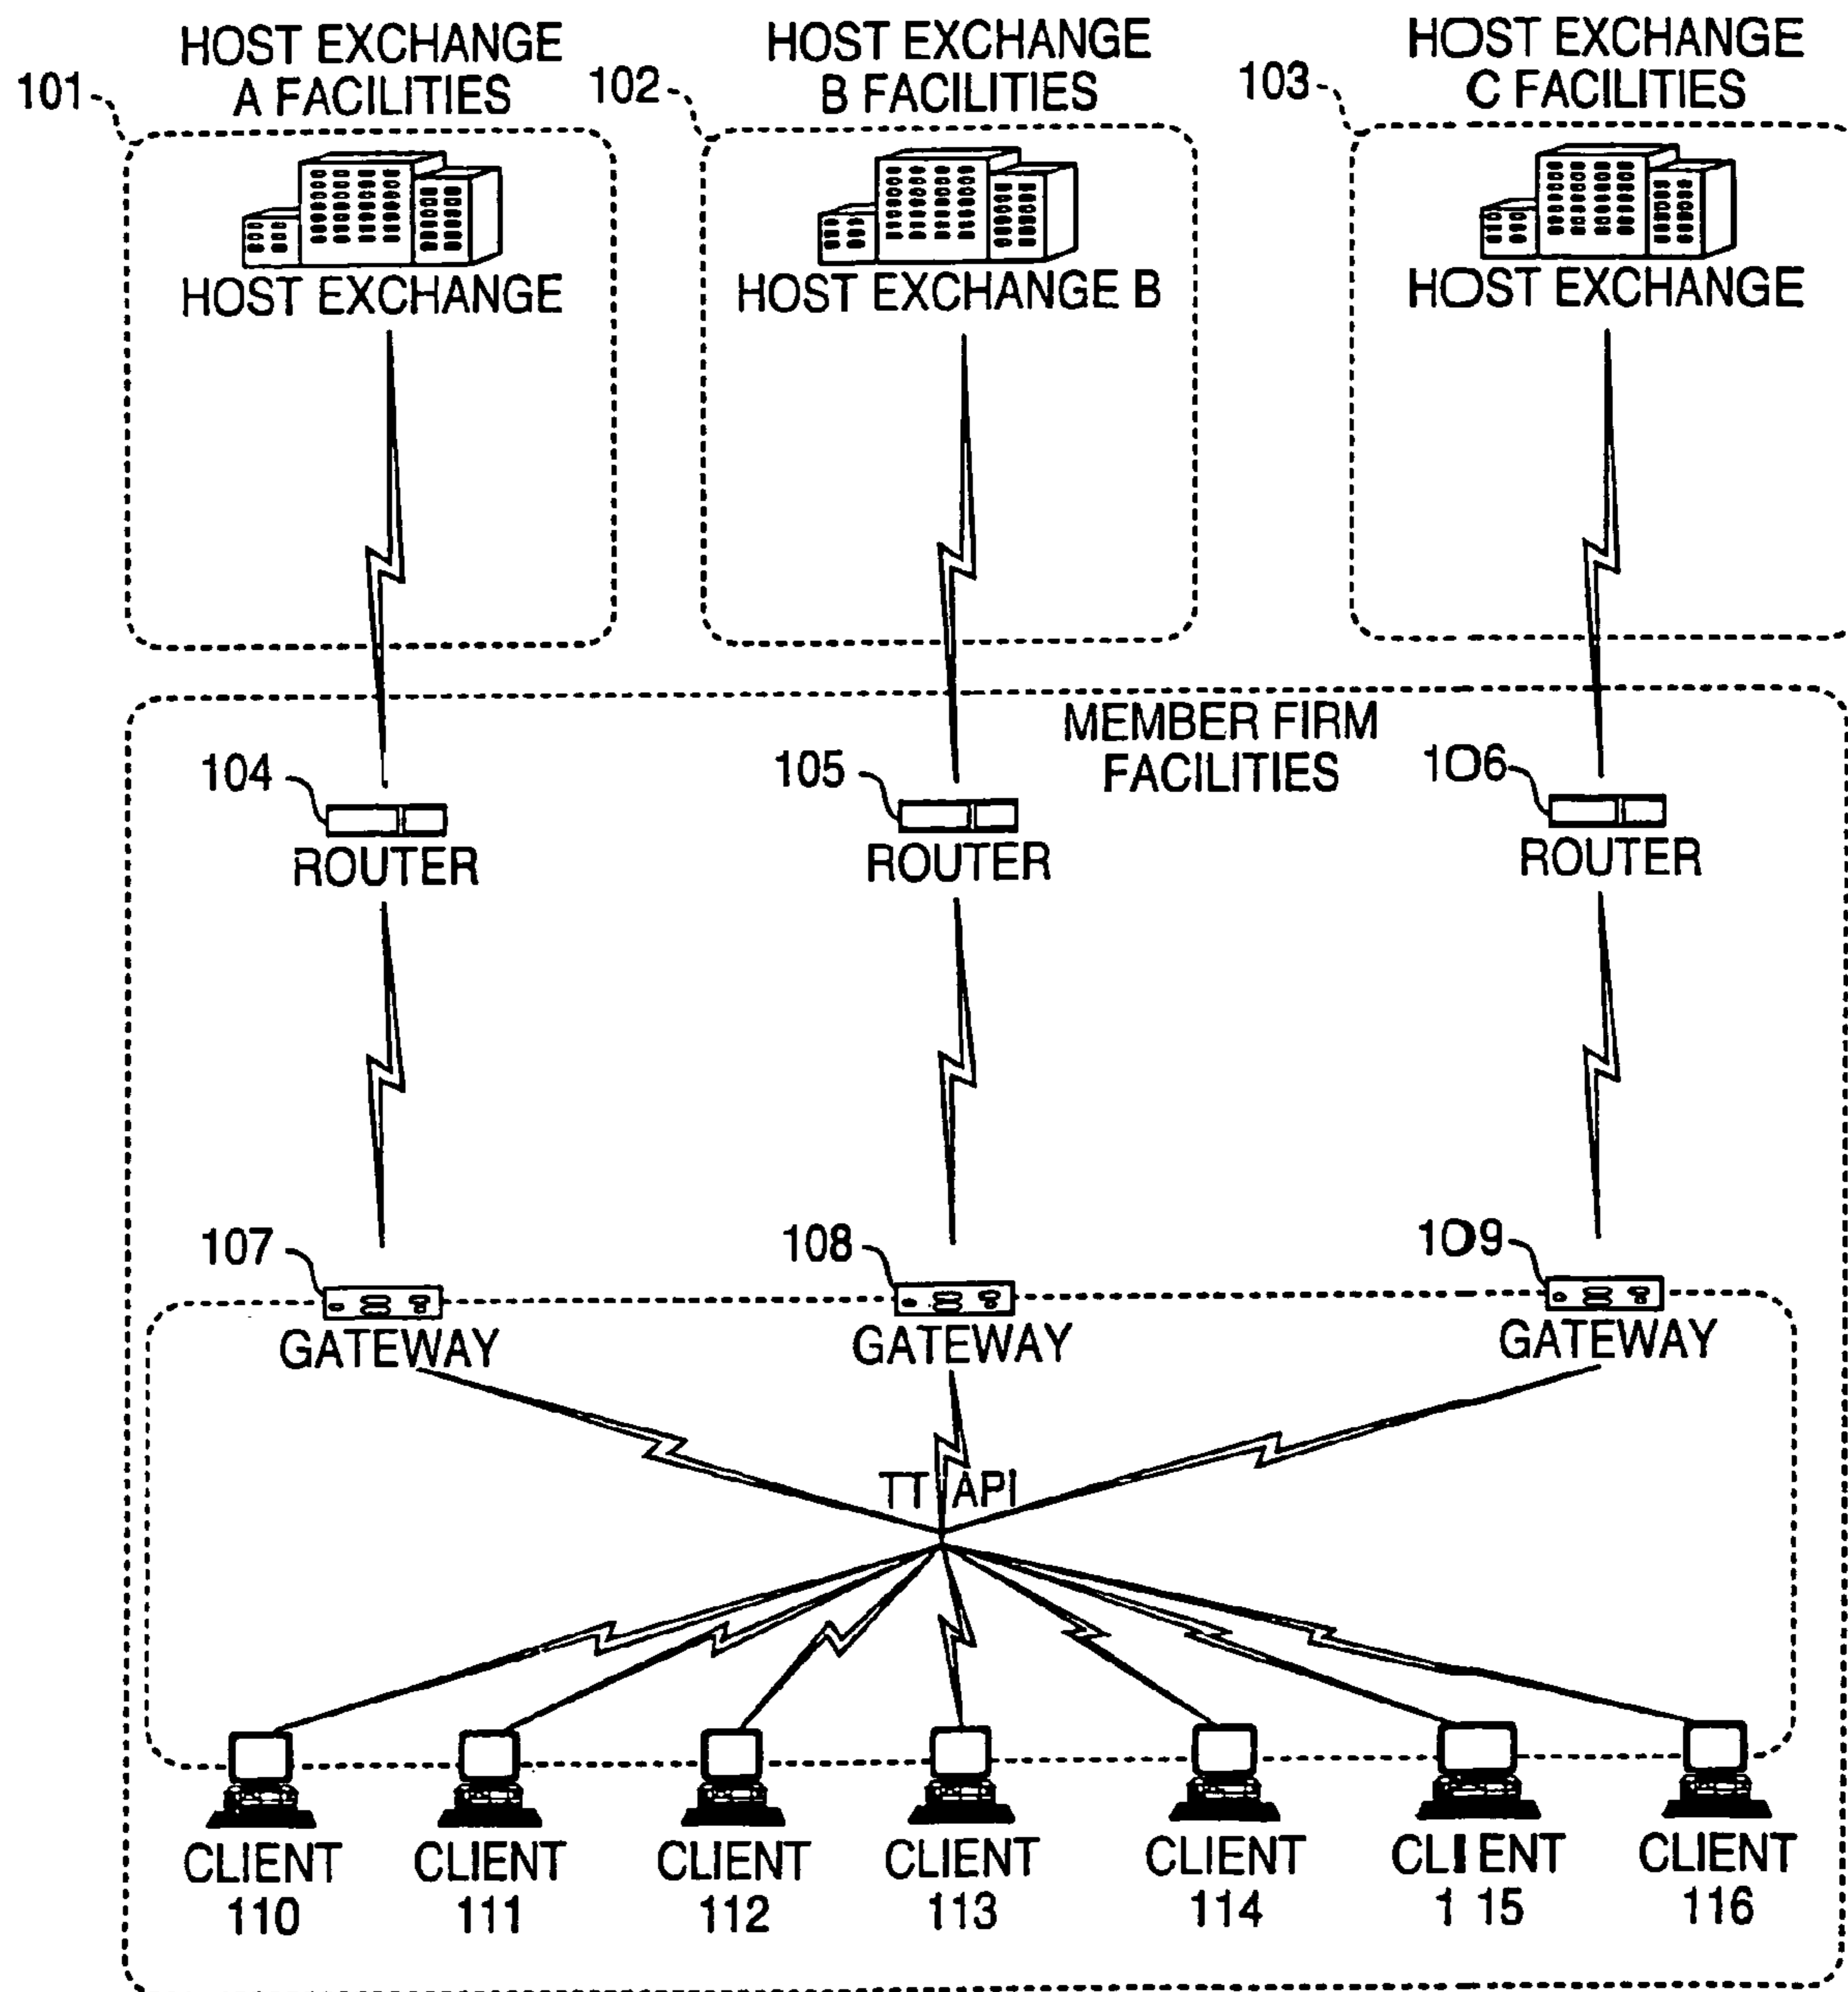 HOST EXCHANGE
A FACILITIES
HOST EXCHANGE
B FACILITIES
HOST EXCHANGE
C FACILITIES
101
102
103
HOST EXCHANGE
HOST EXCHANGE B
HOST EXCHANGE
MEMBER FIRM
FACILITIES
104
105
106
ROUTER
ROUTER
ROUTER
107
108
109
GATEWAY
GATEWAY
GATEWAY
TT API
CLIENT
110
CLIENT
111
CLIENT
112
CLIENT
113
CLIENT
114
CLIENT
115
CLIENT
116